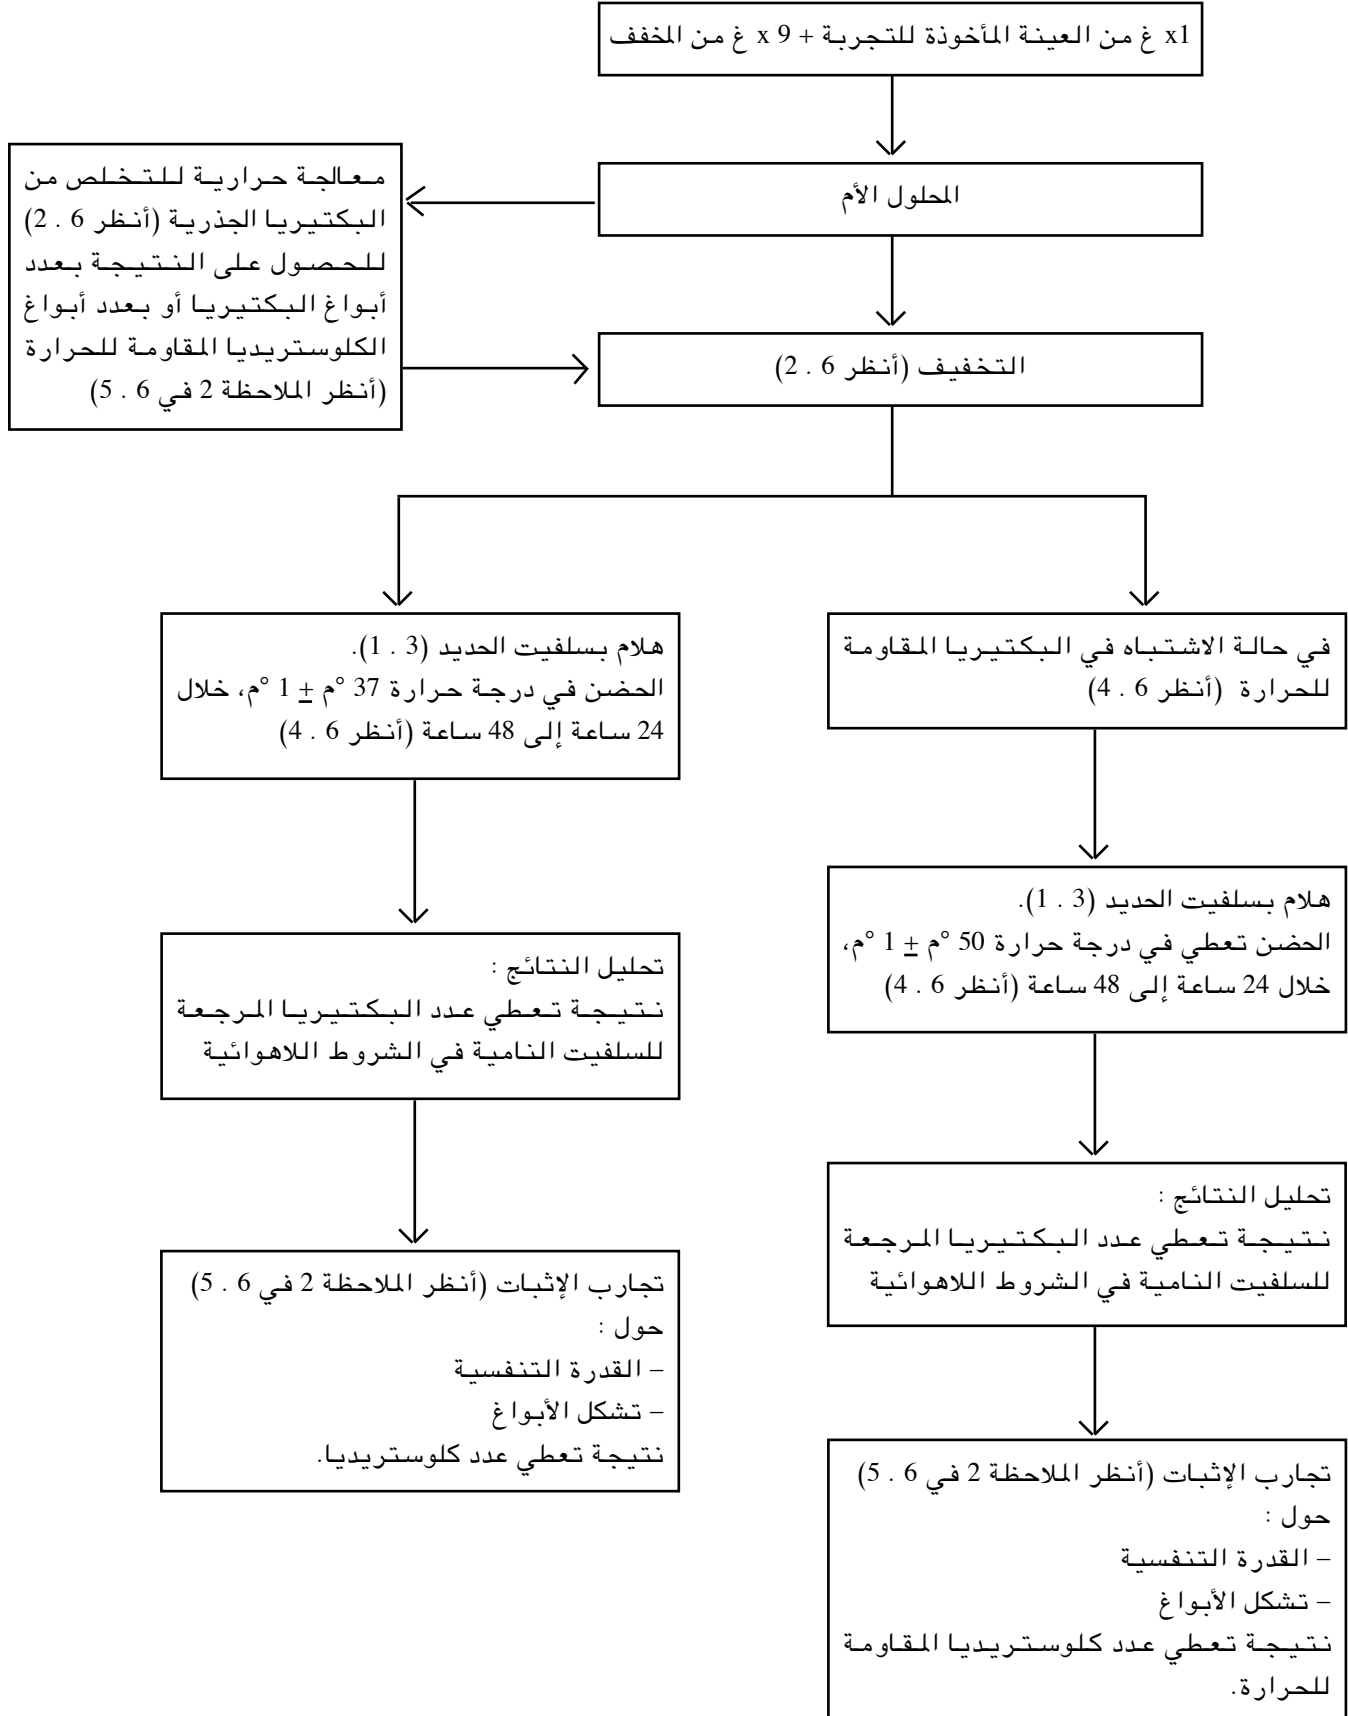 x1 غ من العينة المأخوذة للتجربة + 9 x غ من المخفف
المحلول الأم
معالجة حرارية للتخلص من
البكتيريا الجذرية (أنظر 6 . 2)
للحصول على النتيجة بعدد
أبواغ البكتيريا أو بعدد أبواغ
الكلوستريديا المقاومة للحرارة
(أنظر الملاحظة 2 في 6 . 5)
التخفيف (أنظر 6 . 2)
في حالة الاشتباه في البكتيريا المقاومة
للحرارة (أنظر 6 . 4)
هلام بسلفيت الحديد (3 . 1).
الحضن تعطي في درجة حرارة 50 °م ± 1 °م،
خلال 24 ساعة إلى 48 ساعة (أنظر 6 . 4)
تحليل النتائج :
نتيجة تعطي عدد البكتيريا المرجعة
للسلفيت النامية في الشروط اللاهوائية
تجارب الإثبات (أنظر الملاحظة 2 في 6 . 5)
حول :
– القدرة التنفسية
– تشكل الأبواغ
نتيجة تعطي عدد كلوستريديا المقاومة
للحرارة.
هلام بسلفيت الحديد (3 . 1).
الحضن في درجة حرارة 37 °م ± 1 °م، خلال
24 ساعة إلى 48 ساعة (أنظر 6 . 4)
تحليل النتائج :
نتيجة تعطي عدد البكتيريا المرجعة
للسلفيت النامية في الشروط اللاهوائية
تجارب الإثبات (أنظر الملاحظة 2 في 6 . 5)
حول :
– القدرة التنفسية
– تشكل الأبواغ
نتيجة تعطي عدد كلوستريديا.